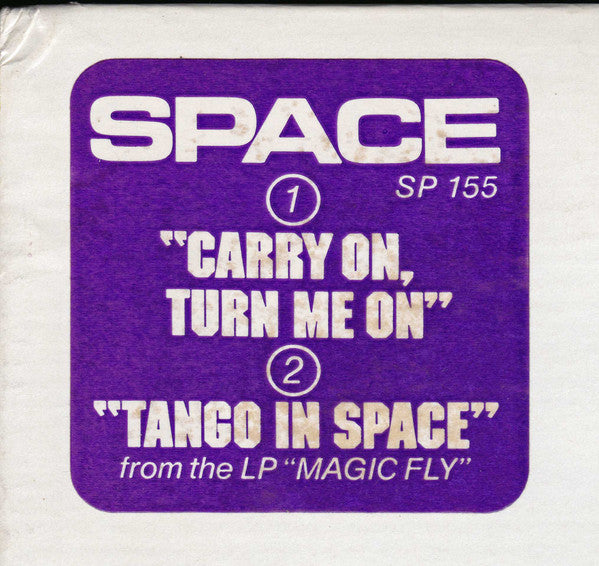 SPACE
SP 155
1
"CARRY ON,
TURN ME ON"
2
"TANGO IN SPACE"
from the LP "MAGIC FLY"